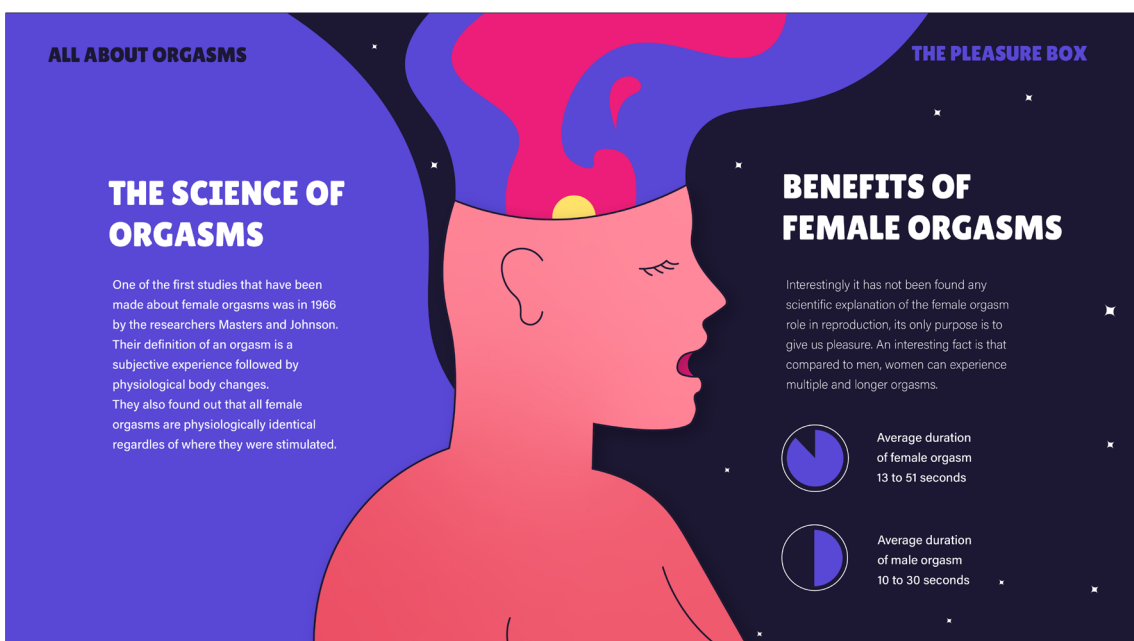 ALL ABOUT ORGASMS
THE PLEASURE BOX
THE SCIENCE OF
ORGASMS
One of the first studies that have been
made about female orgasms was in 1966
by the researchers Masters and Johnson.
Their definition of an orgasm is a
subjective experience followed by
physiological body changes.
They also found out that all female
orgasms are physiologically identical
regardles of where they were stimulated.
BENEFITS OF
FEMALE ORGASMS
Interestingly it has not been found any
scientific explanation of the female orgasm
role in reproduction, its only purpose is to
give us pleasure. An interesting fact is that
compared to men, women can experience
multiple and longer orgasms.
Average duration
of female orgasm
13 to 51 seconds
Average duration
of male orgasm
10 to 30 seconds